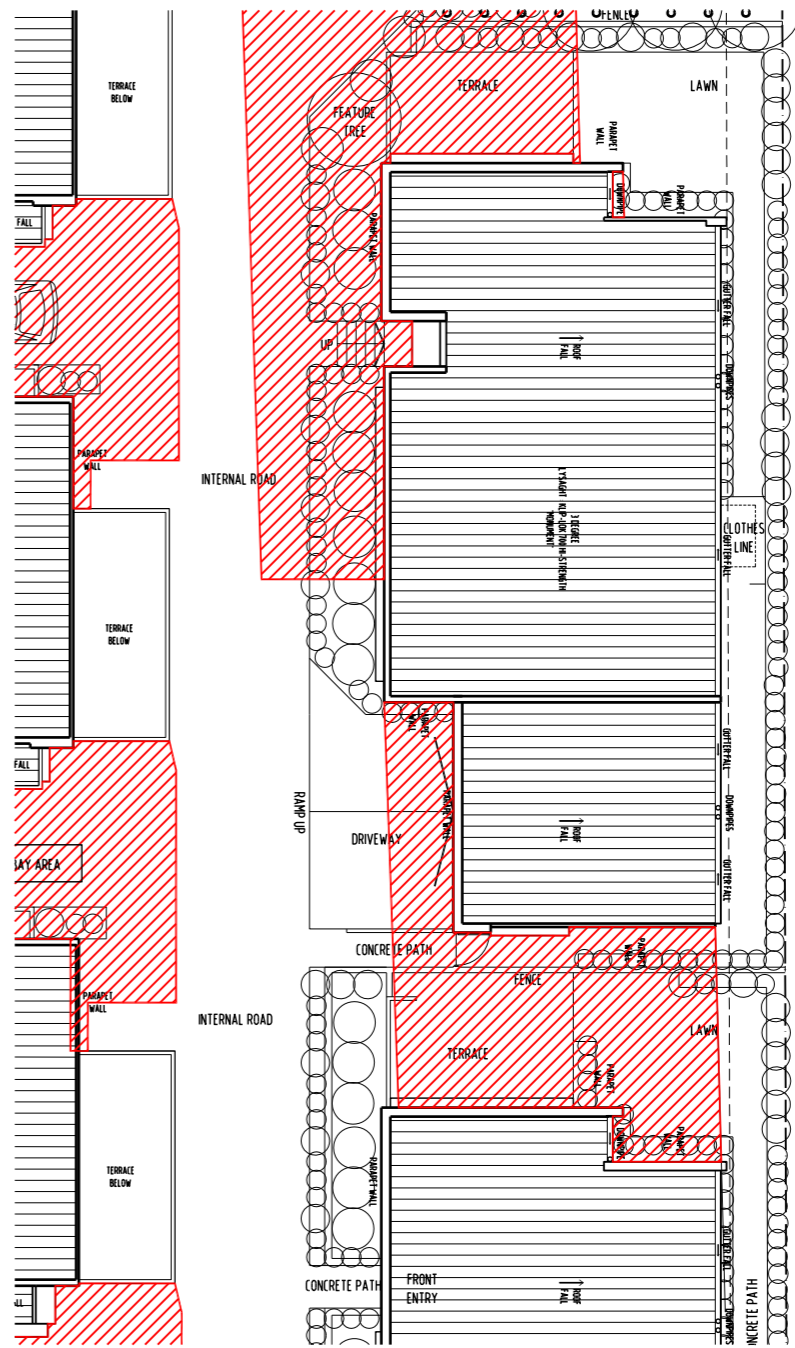 FENCE
TERRACE
BELOW
TERRACE
LAWN
FEATURE
TREE
PARAPET
WALL
DOWNPIPE
PARAPET
WALL
FALL
PARAPET WALL
GUTTER FALL
UP
ROOF
FALL
DOWNPIPES
PARAPET
WALL
INTERNAL ROAD
3 DEGREE
LYSAGHT KLIP-LOK 700 HI-STRENGTH
'MONUMENT'
CLOTHES
LINE
GUTTER FALL
TERRACE
BELOW
PARAPET
WALL
GUTTER FALL
FALL
RAMP UP
PARAPET WALL
DOWNPIPES
DRIVEWAY
ROOF
FALL
BAY AREA
GUTTER FALL
CONCRETE PATH
PARAPET
WALL
FENCE
PARAPET
WALL
INTERNAL ROAD
LAWN
TERRACE
PARAPET
WALL
DOWNPIPE
PARAPET
WALL
TERRACE
BELOW
PARAPET WALL
GUTTER FALL
CONCRETE PATH
FRONT
ENTRY
ROOF
FALL
CONCRETE PATH